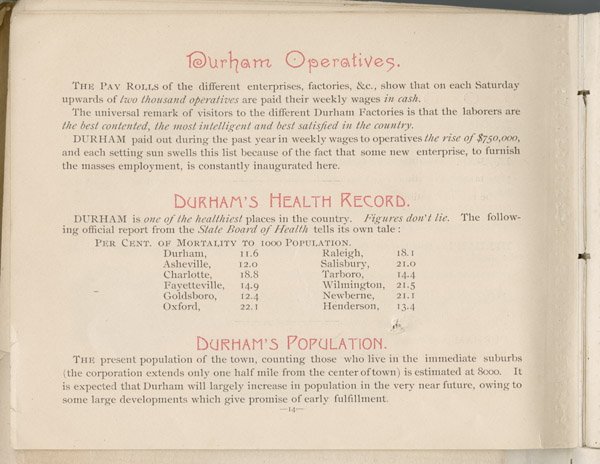 Durham Operatives.
THE PAY ROLLS of the different enterprises, factories, &c., show that on each Saturday
upwards of two thousand operatives are paid their weekly wages in cash.
The universal remark of visitors to the different Durham Factories is that the laborers are
the best contented, the most intelligent and best satisfied in the country.
DURHAM paid out during the past year in weekly wages to operatives the rise of $750,000,
and each setting sun swells this list because of the fact that some new enterprise, to furnish
the masses employment, is constantly inaugurated here.
DURHAM'S HEALTH RECORD.
DURHAM is one of the healthiest places in the country. Figures don't lie. The follow-
ing official report from the State Board of Health tells its own tale :
PER CENT. OF MORTALITY TO 1000 POPULATION.
Durham, 11.6 Raleigh, 18.1
Asheville, 12.0 Salisbury, 21.0
Charlotte, 18.8 Tarboro, 14.4
Fayetteville, 14.9 Wilmington, 21.5
Goldsboro, 12.4 Newberne, 21.1
Oxford, 22.1 Henderson, 13.4
DURHAM'S POPULATION.
THE present population of the town, counting those who live in the immediate suburbs
(the corporation extends only one half mile from the center of town) is estimated at 8000. It
is expected that Durham will largely increase in population in the very near future, owing to
some large developments which give promise of early fulfillment.
—14—